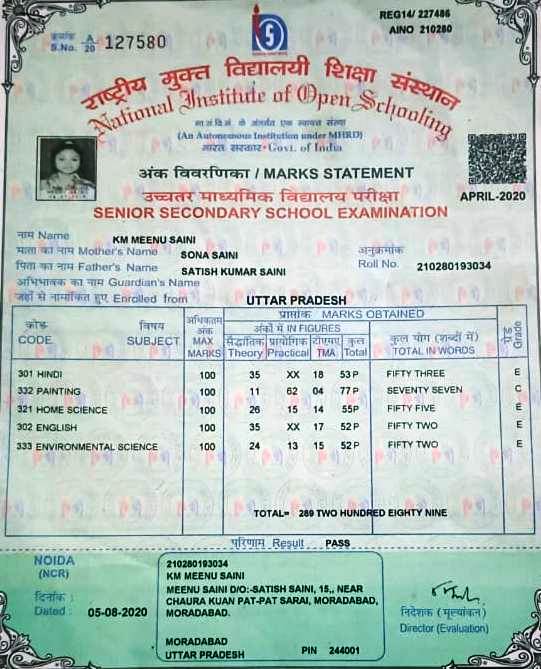 क्रमांक A
S.No. 20 127580
REG14/ 227486
AINO 210280
राष्ट्रीय मुक्त विद्यालयी शिक्षा संस्थान
National Institute of Open Schooling
मा.सं.वि.मं. के अंतर्गत एक स्वायत्त संस्था
(An Autonomous Institution under MHRD)
भारत सरकार•Govt. of India
अंक विवरणिका / MARKS STATEMENT
उच्चतर माध्यमिक विद्यालय परीक्षा
APRIL-2020
SENIOR SECONDARY SCHOOL EXAMINATION
नाम Name KM MEENU SAINI
माता का नाम Mother's Name SONA SAINI अनुक्रमांक
पिता का नाम Father's Name SATISH KUMAR SAINI Roll No. 210280193034
अभिभावक का नाम Guardian's Name
जहाँ से नामांकित हुए Enrolled from UTTAR PRADESH
कोड विषय अधिकतम अंक प्राप्तांक MARKS OBTAINED ग्रेड
CODE SUBJECT MAX MARKS अंकों में IN FIGURES कुल योग (शब्दों में) Grade
सैद्धांतिक प्रायोगिक टीएमए कुल TOTAL IN WORDS
Theory Practical TMA Total
301 HINDI 100 35 XX 18 53 P FIFTY THREE E
332 PAINTING 100 11 62 04 77 P SEVENTY SEVEN C
321 HOME SCIENCE 100 26 15 14 55P FIFTY FIVE E
302 ENGLISH 100 35 XX 17 52 P FIFTY TWO E
333 ENVIRONMENTAL SCIENCE 100 24 13 15 52P FIFTY TWO E
TOTAL= 289 TWO HUNDRED EIGHTY NINE
परिणाम Result PASS
NOIDA
(NCR)
दिनांक :
Dated : 05-08-2020
210280193034
KM MEENU SAINI
MEENU SAINI D/O:-SATISH SAINI, 15,, NEAR
CHAURA KUAN PAT-PAT SARAI, MORADABAD,
MORADABAD.
MORADABAD
UTTAR PRADESH PIN 244001
निदेशक (मूल्यांकन)
Director (Evaluation)